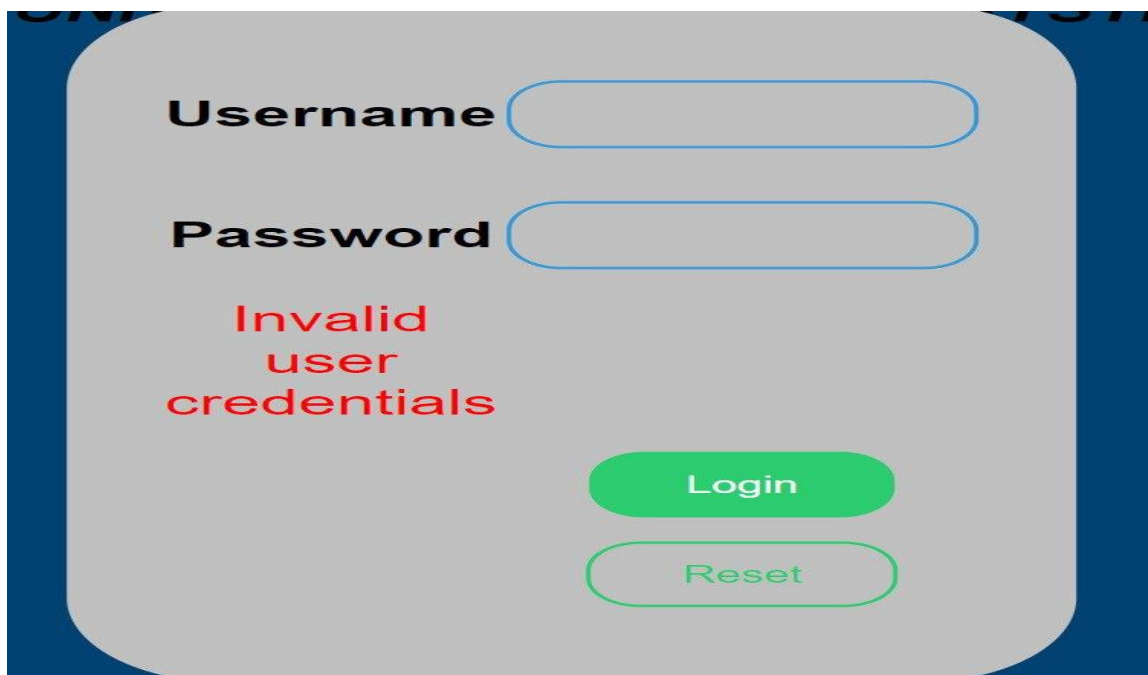 Username
Password
Invalid
user
credentials
Login
Reset